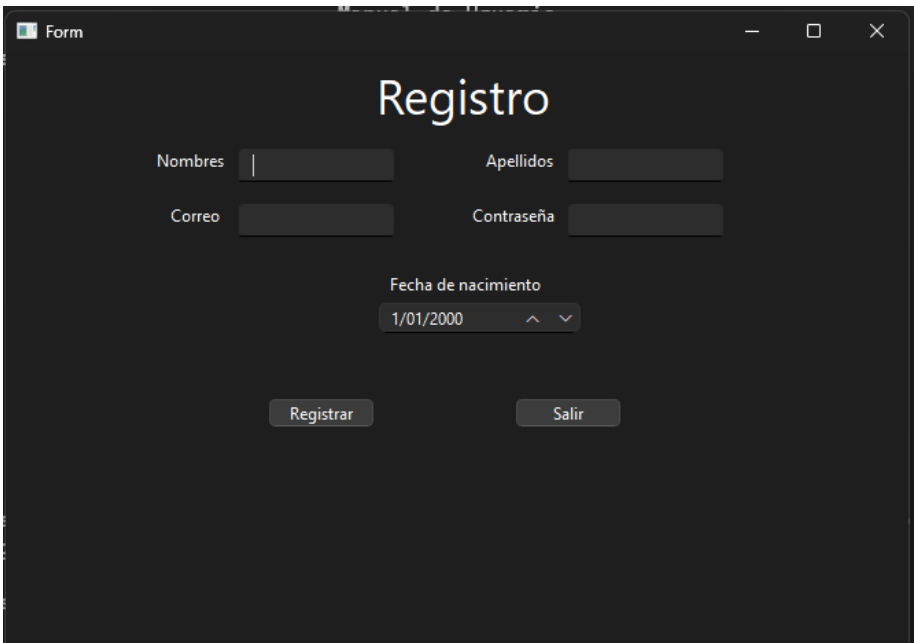 Form
Registro
Nombres Apellidos
Correo Contraseña
Fecha de nacimiento
1/01/2000
Registrar Salir